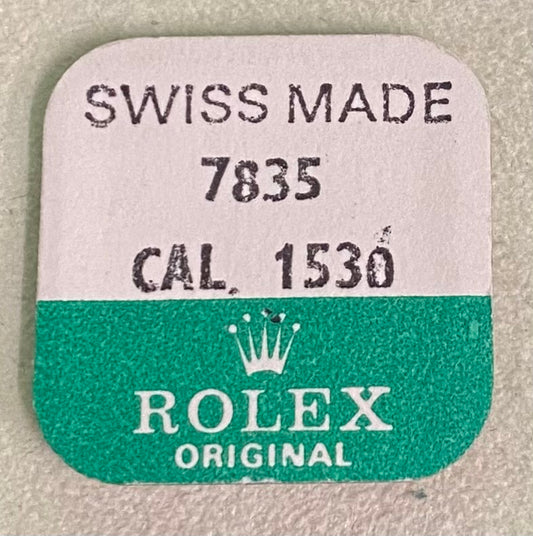 SWISS MADE
7835
CAL. 1530
ROLEX
ORIGINAL